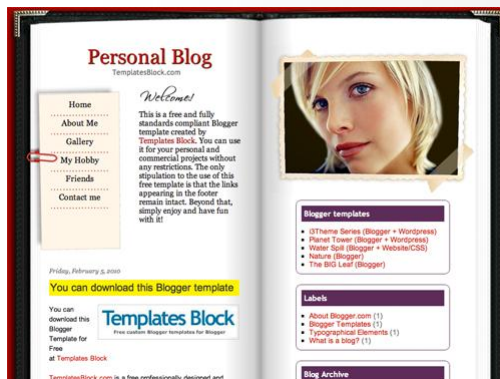 Personal Blog
TemplatesBlock.com
Home
About Me
Gallery
My Hobby
Friends
Contact me
Welcome!
This is a free and fully
standards compliant Blogger
template created by
Templates Block. You can use
it for your personal and
commercial projects without
any restrictions. The only
stipulation to the use of this
free template is that the links
appearing in the footer
remain intact. Beyond that,
simply enjoy and have fun
with it!
Friday, February 5, 2010
You can download this Blogger template
You can
download this
Blogger
Template for
Free
at Templates Block
Templates Block
Free custom Blogger templates for Blogger
TemplatesBlock.com is a free professionally designed and
Blogger templates
i3Theme Series (Blogger + Wordpress)
Planet Tower (Blogger + Wordpress)
Water Spill (Blogger + Website/CSS)
Nature (Blogger)
The BIG Leaf (Blogger)
Labels
About Blogger.com (1)
Blogger Templates (1)
Typographical Elements (1)
What is a blog? (1)
Blog Archive